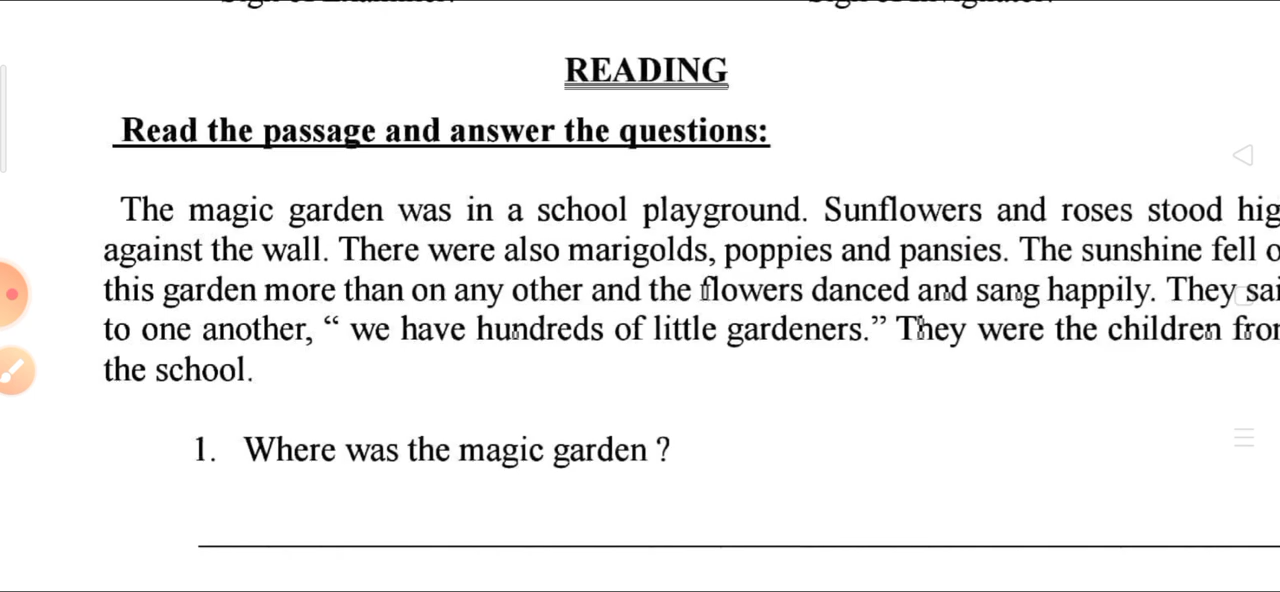 READING
Read the passage and answer the questions:
The magic garden was in a school playground. Sunflowers and roses stood
against the wall. There were also marigolds, poppies and pansies. The sunshine fell
this garden more than on any other and the flowers danced and sang happily. They
to one another, “ we have hundreds of little gardeners.” They were the children
the school.
1. Where was the magic garden ?